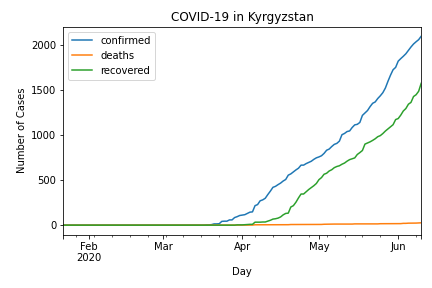 COVID-19 in Kyrgyzstan
confirmed
deaths
recovered
Number of Cases
2000
1500
1000
500
0
Feb
2020
Mar
Apr
May
Jun
Day